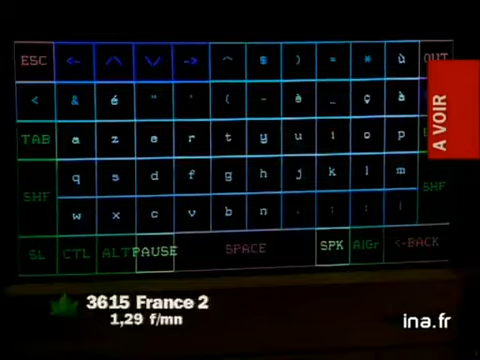 ESC <- /\ \/ -> ^ $ ) = * ù OUT
< & é " ' ( - è _ ç à
TAB a z e r t y u i o p
SHF q s d f g h j k l m SHF
w x c v b n , ; : !
SL CTL ALT PAUSE SPACE SPK AlGr <-BACK
A VOIR
3615 France 2
1,29 f/mn
ina.fr